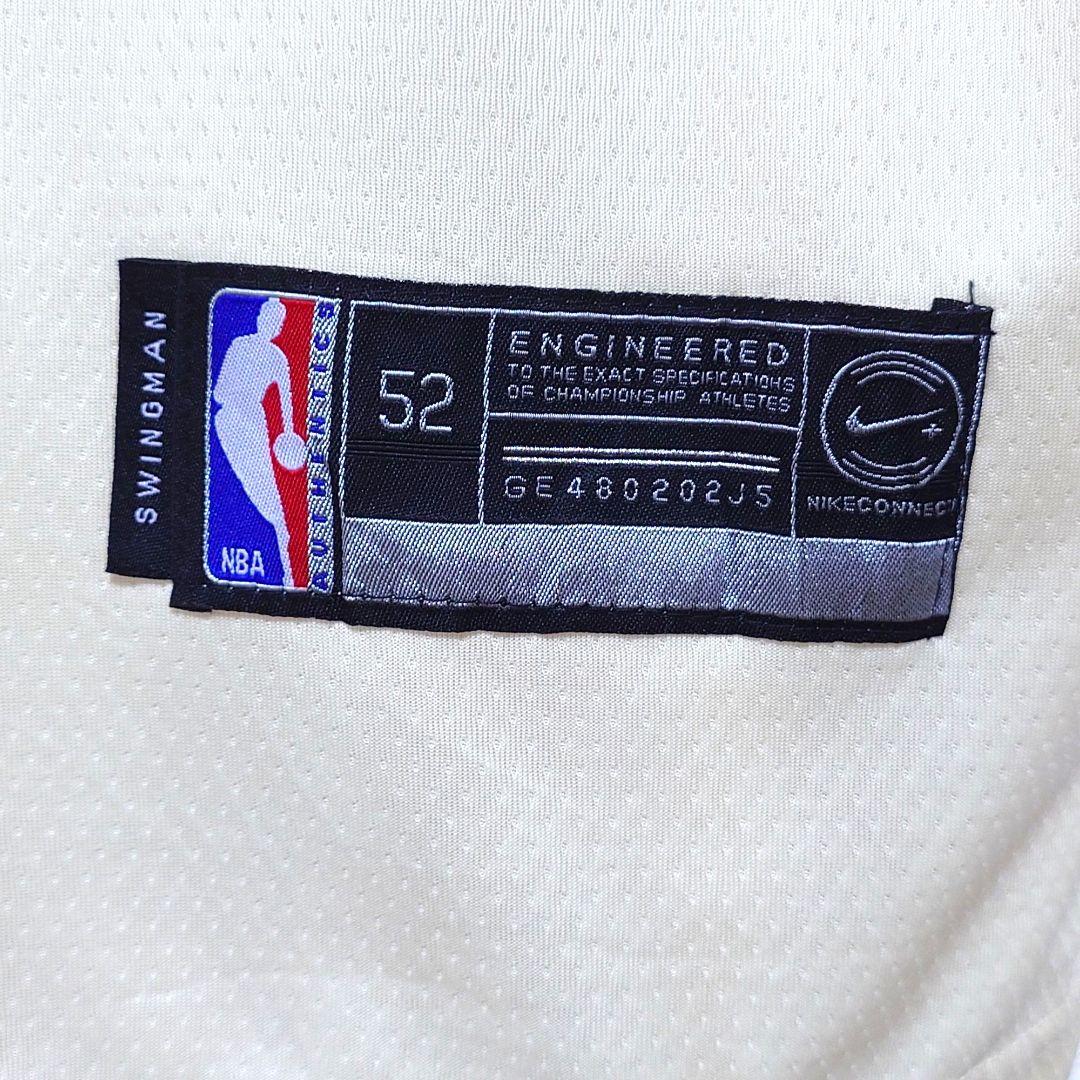 SWINGMAN
NBA
AUTHENTICS
52
ENGINEERED
TO THE EXACT SPECIFICATIONS
OF CHAMPIONSHIP ATHLETES
GE480202J5
NIKECONNECT